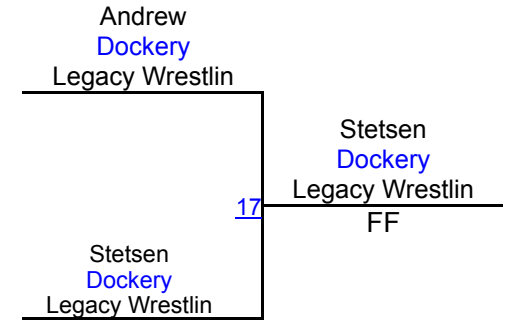 Andrew
Dockery
Legacy Wrestlin
Stetsen
Dockery
Legacy Wrestlin
17
FF
Stetsen
Dockery
Legacy Wrestlin